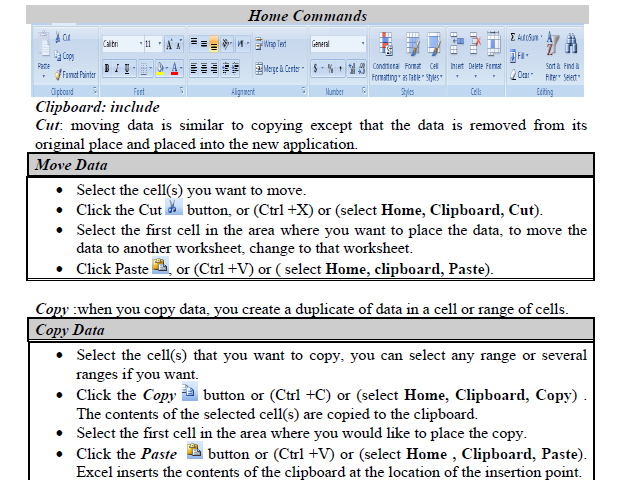 Home Commands
Cut
Copy
Paste
Format Painter
Clipboard
Calibri
11
A A
B I U
A
Font
Wrap Text
Merge & Center
Alignment
General
$ % ,
Number
Conditional Formatting
Format as Table
Cell Styles
Styles
Insert Delete Format
Cells
Σ AutoSum
Fill
Clear
Sort & Filter
Find & Select
Editing
Clipboard: include
Cut: moving data is similar to copying except that the data is removed from its
original place and placed into the new application.
Move Data
• Select the cell(s) you want to move.
• Click the Cut button, or (Ctrl +X) or (select Home, Clipboard, Cut).
• Select the first cell in the area where you want to place the data, to move the
data to another worksheet, change to that worksheet.
• Click Paste , or (Ctrl +V) or ( select Home, clipboard, Paste).
Copy :when you copy data, you create a duplicate of data in a cell or range of cells.
Copy Data
• Select the cell(s) that you want to copy, you can select any range or several
ranges if you want.
• Click the Copy button or (Ctrl +C) or (select Home, Clipboard, Copy) .
The contents of the selected cell(s) are copied to the clipboard.
• Select the first cell in the area where you would like to place the copy.
• Click the Paste button or (Ctrl +V) or (select Home , Clipboard, Paste).
Excel inserts the contents of the clipboard at the location of the insertion point.